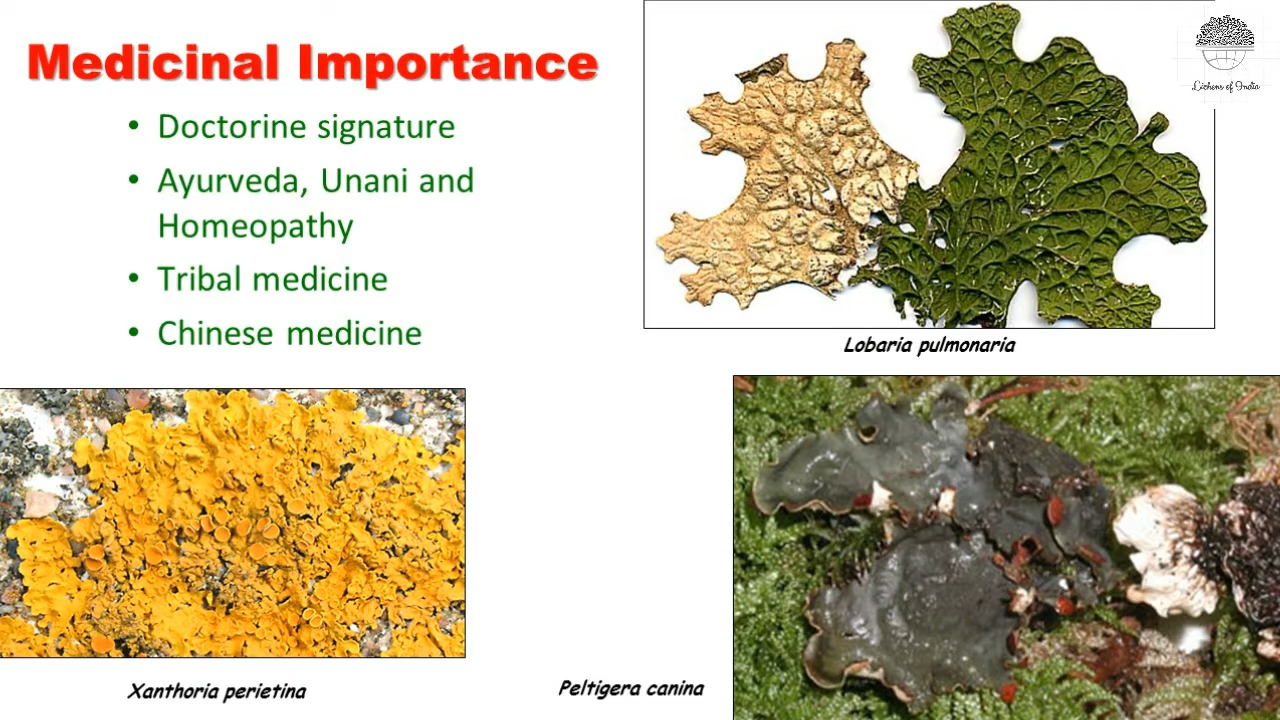 Medicinal Importance
• Doctorine signature
• Ayurveda, Unani and
Homeopathy
• Tribal medicine
• Chinese medicine
Lichens of India
Lobaria pulmonaria
Xanthoria perietina
Peltigera canina